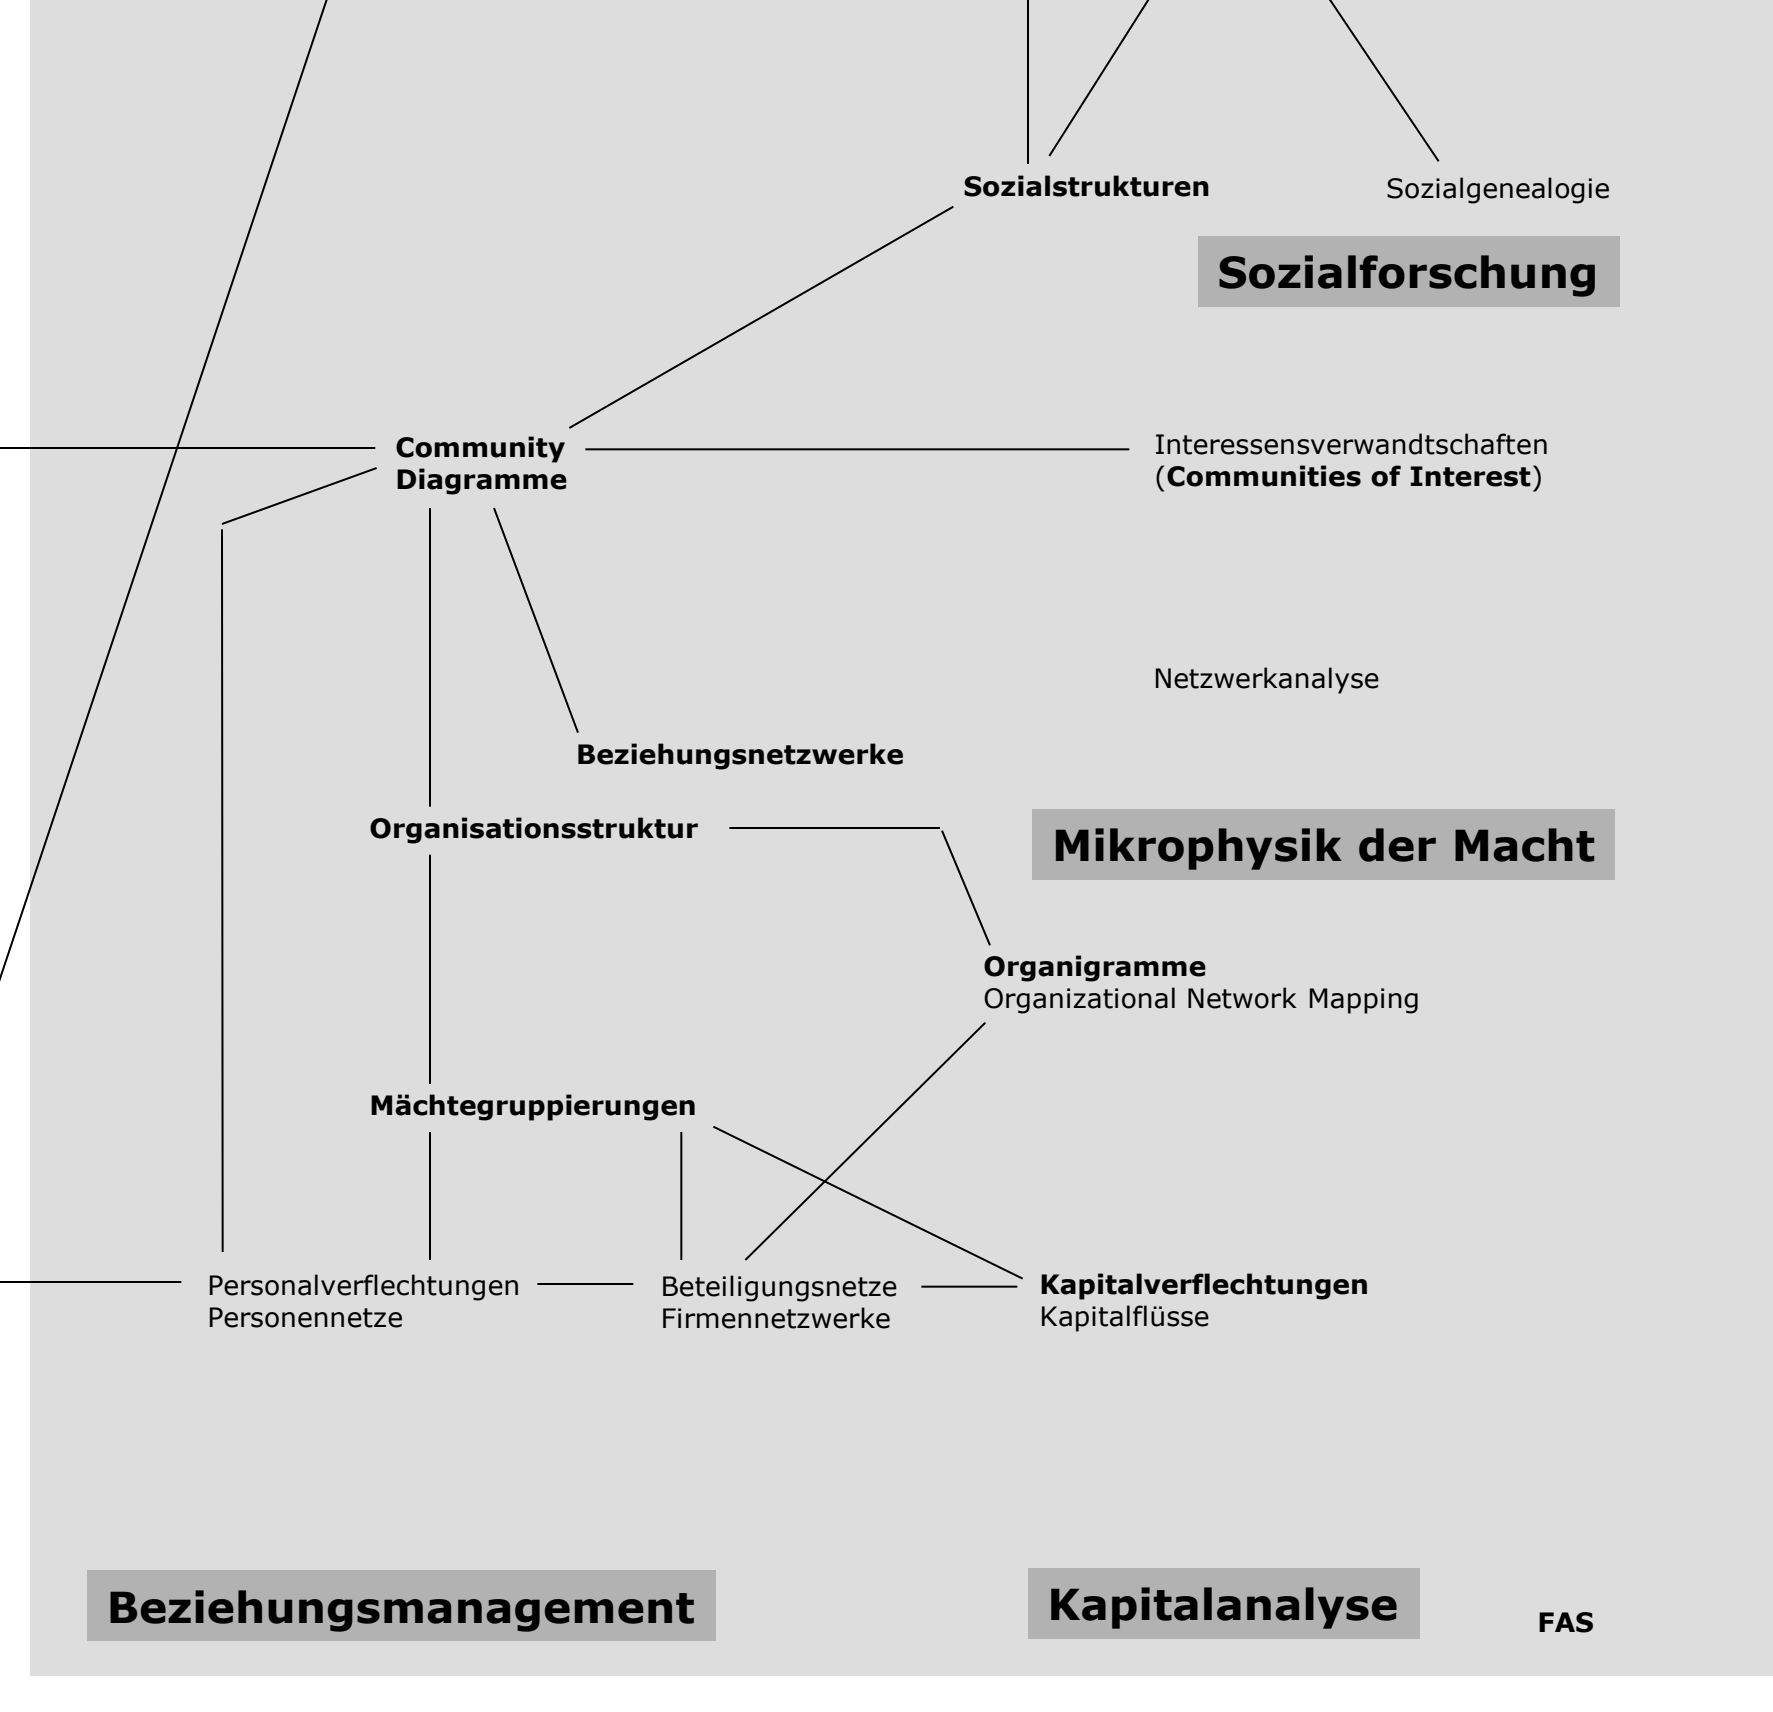 Sozialstrukturen
Sozialgenealogie
Sozialforschung
Community
Diagramme
Interessensverwandtschaften
(Communities of Interest)
Netzwerkanalyse
Beziehungsnetzwerke
Organisationsstruktur
Mikrophysik der Macht
Organigramme
Organizational Network Mapping
Mächtegruppierungen
Personalverflechtungen
Personennetze
Beteiligungsnetze
Firmennetzwerke
Kapitalverflechtungen
Kapitalflüsse
Beziehungsmanagement
Kapitalanalyse
FAS